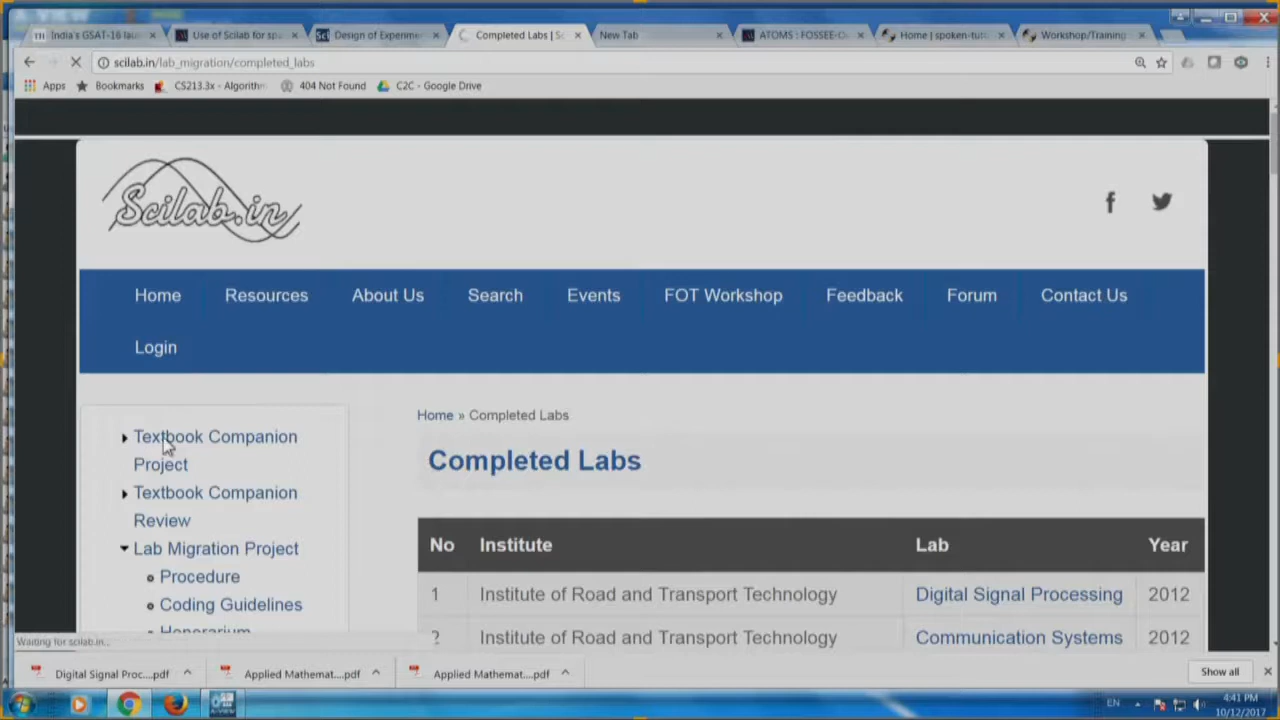 India's GSAT-16 lau
Use of Scilab for sp
Design of Experime
Completed Labs | Sc
New Tab
ATOMS : FOSSEE-
Home | spoken-tut
Workshop/Training
scilab.in/lab_migration/completed_labs
Apps
Bookmarks
CS213.3x - Algorith
404 Not Found
C2C - Google Drive
Scilab.in
Home
Resources
About Us
Search
Events
FOT Workshop
Feedback
Forum
Contact Us
Login
Textbook Companion
Project
Textbook Companion
Review
Lab Migration Project
Procedure
Coding Guidelines
Honorarium
Home » Completed Labs
Completed Labs
No Institute Lab Year
1 Institute of Road and Transport Technology Digital Signal Processing 2012
2 Institute of Road and Transport Technology Communication Systems 2012
Waiting for scilab.in...
Digital Signal Proc....pdf
Applied Mathemat....pdf
Applied Mathemat....pdf
Show all
EN
4:41 PM
10/12/2017